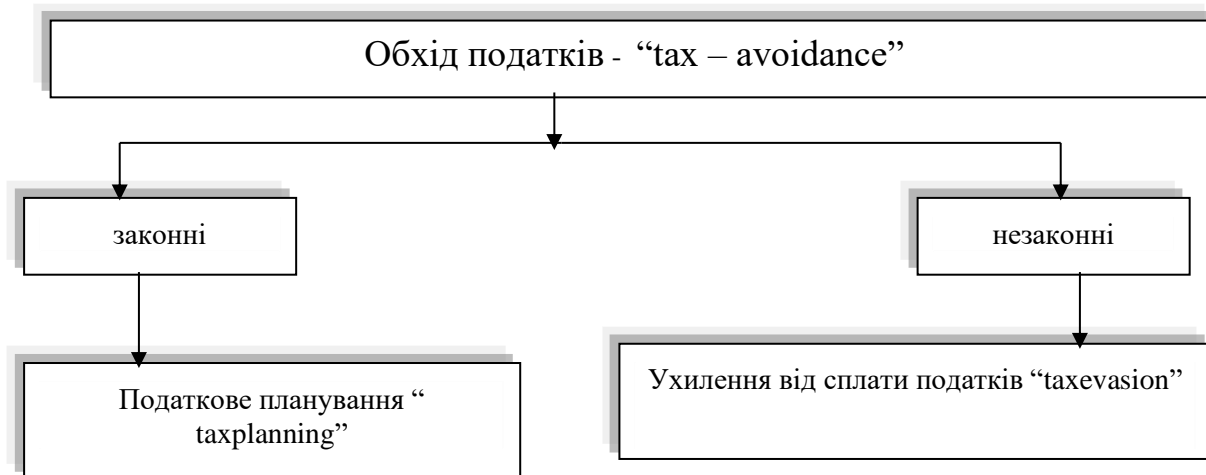 Обхід податків - “tax – avoidance”
законні
незаконні
Податкове планування “
taxplanning”
Ухилення від сплати податків “taxevasion”